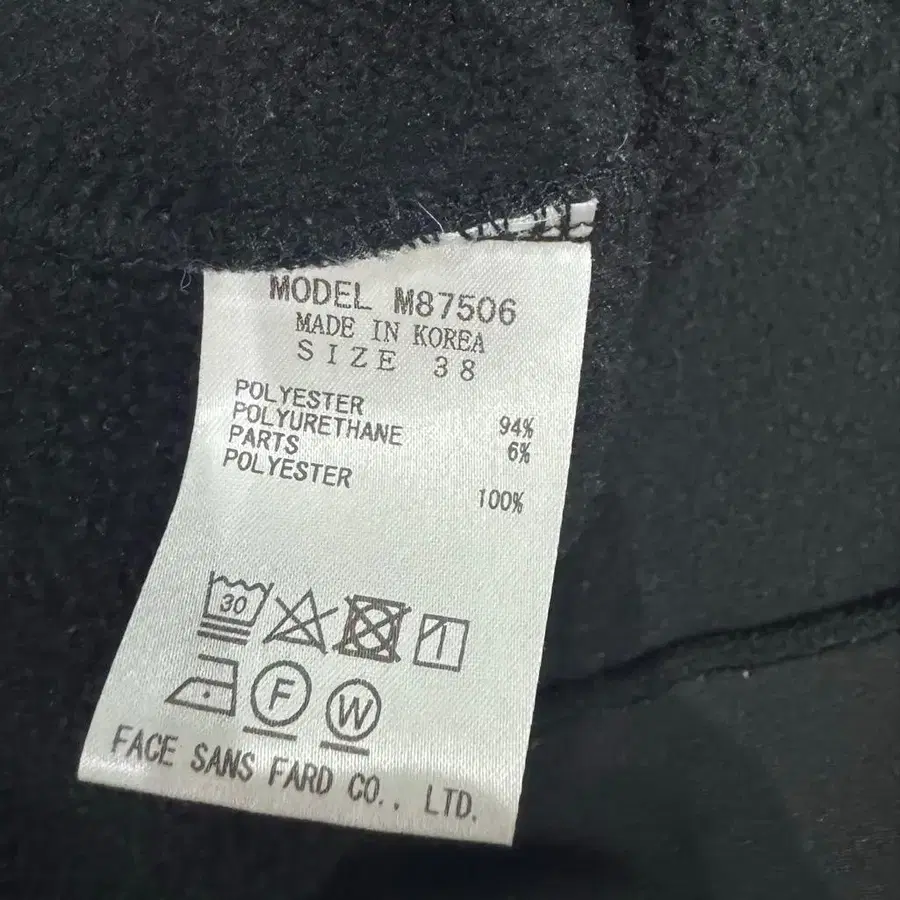 MODEL M87506
MADE IN KOREA
SIZE 38
POLYESTER 94%
POLYURETHANE 6%
PARTS
POLYESTER 100%
30
F W
FACE SANS FARD CO., LTD.